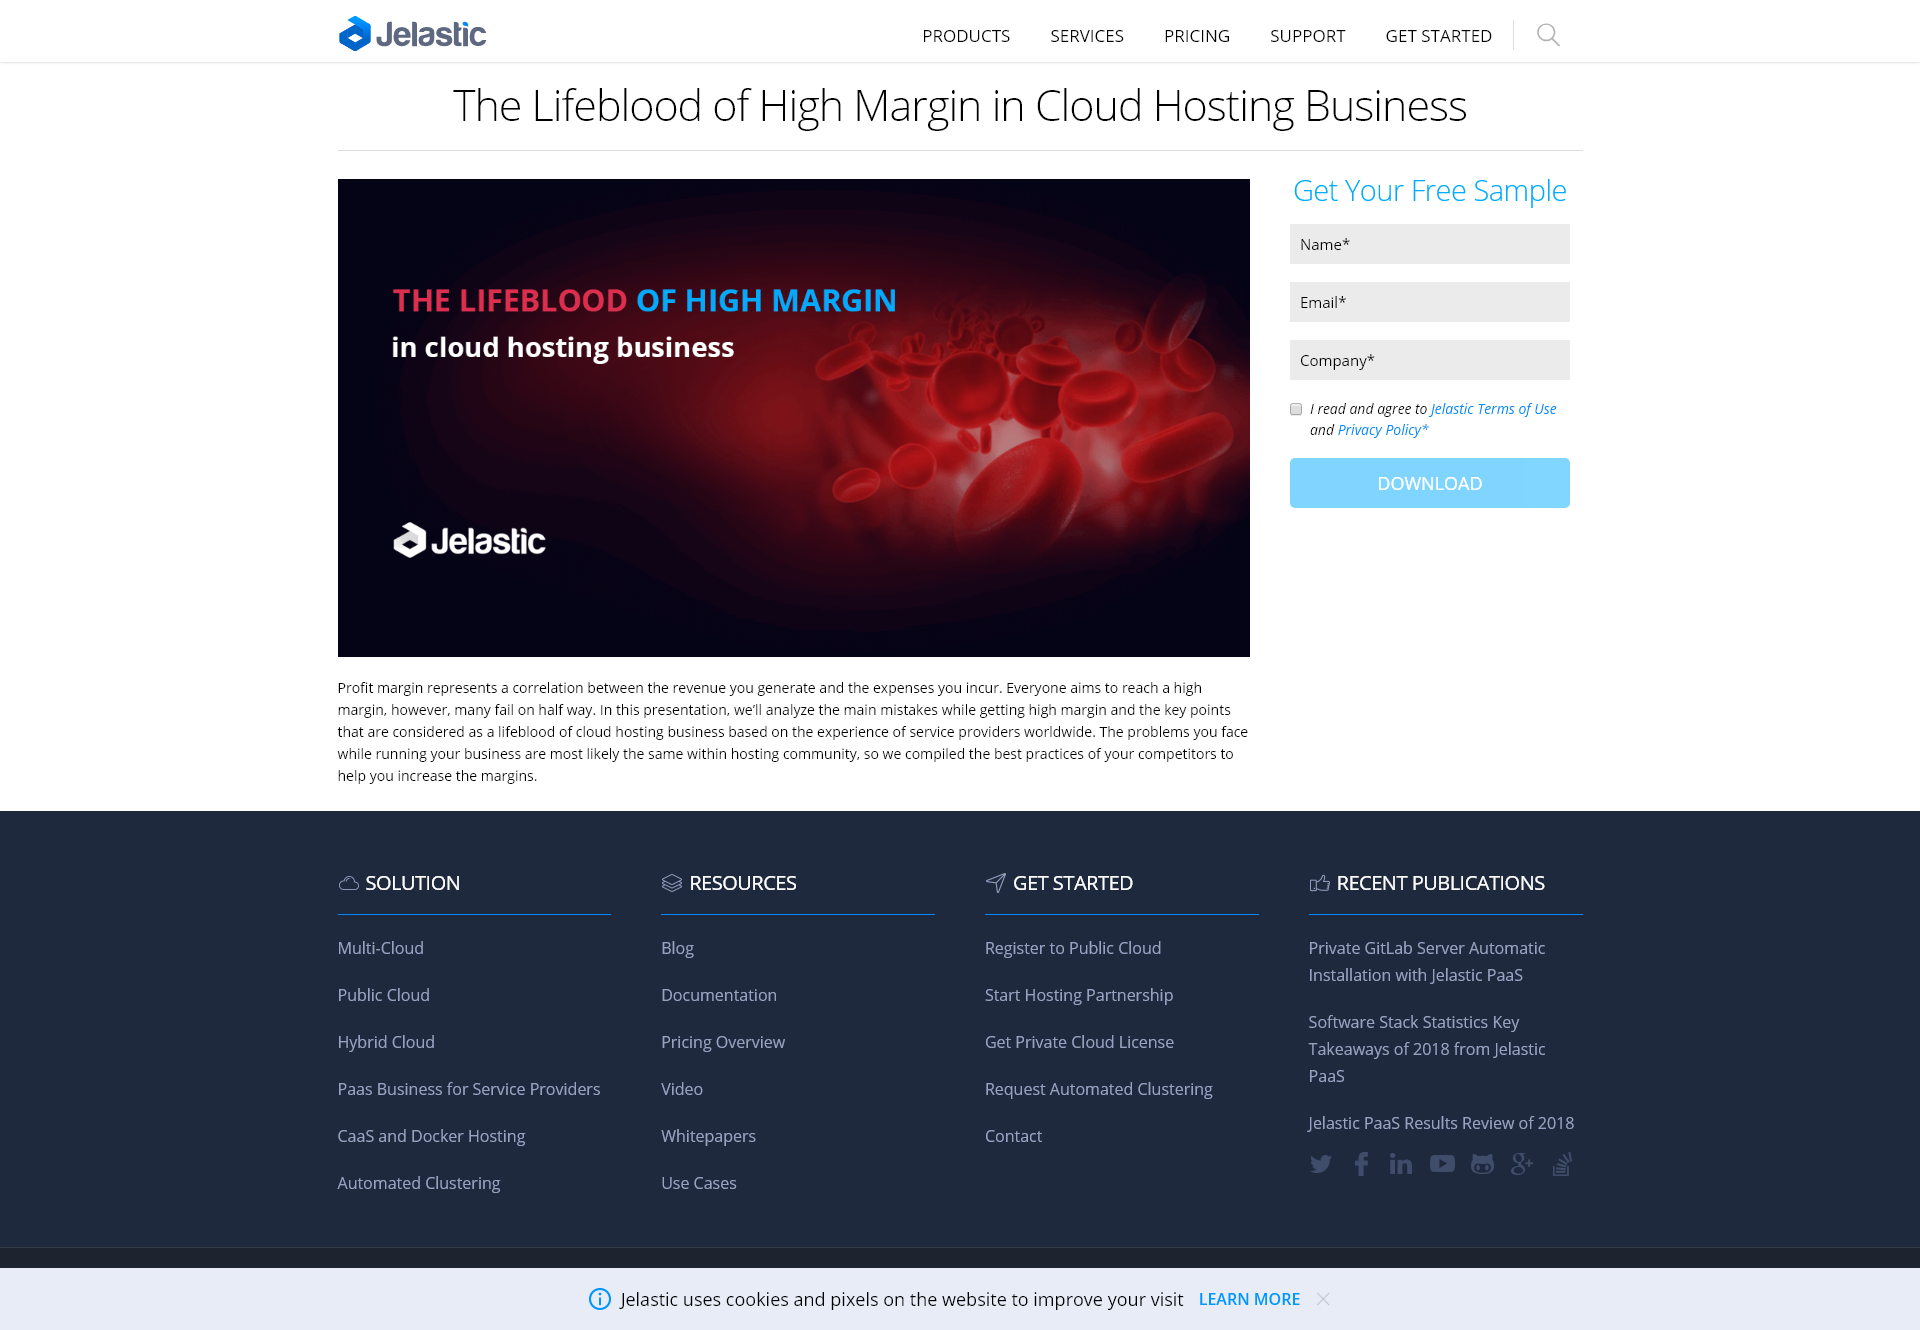 Jelastic
PRODUCTS
SERVICES
PRICING
SUPPORT
GET STARTED
The Lifeblood of High Margin in Cloud Hosting Business
THE LIFEBLOOD OF HIGH MARGIN
in cloud hosting business
Jelastic
Get Your Free Sample
Name*
Email*
Company*
I read and agree to Jelastic Terms of Use
and Privacy Policy*
DOWNLOAD
Profit margin represents a correlation between the revenue you generate and the expenses you incur. Everyone aims to reach a high
margin, however, many fail on half way. In this presentation, we'll analyze the main mistakes while getting high margin and the key points
that are considered as a lifeblood of cloud hosting business based on the experience of service providers worldwide. The problems you face
while running your business are most likely the same within hosting community, so we compiled the best practices of your competitors to
help you increase the margins.
SOLUTION
Multi-Cloud
Public Cloud
Hybrid Cloud
Paas Business for Service Providers
CaaS and Docker Hosting
Automated Clustering
RESOURCES
Blog
Documentation
Pricing Overview
Video
Whitepapers
Use Cases
GET STARTED
Register to Public Cloud
Start Hosting Partnership
Get Private Cloud License
Request Automated Clustering
Contact
RECENT PUBLICATIONS
Private GitLab Server Automatic
Installation with Jelastic PaaS
Software Stack Statistics Key
Takeaways of 2018 from Jelastic
PaaS
Jelastic PaaS Results Review of 2018
Jelastic uses cookies and pixels on the website to improve your visit LEARN MORE